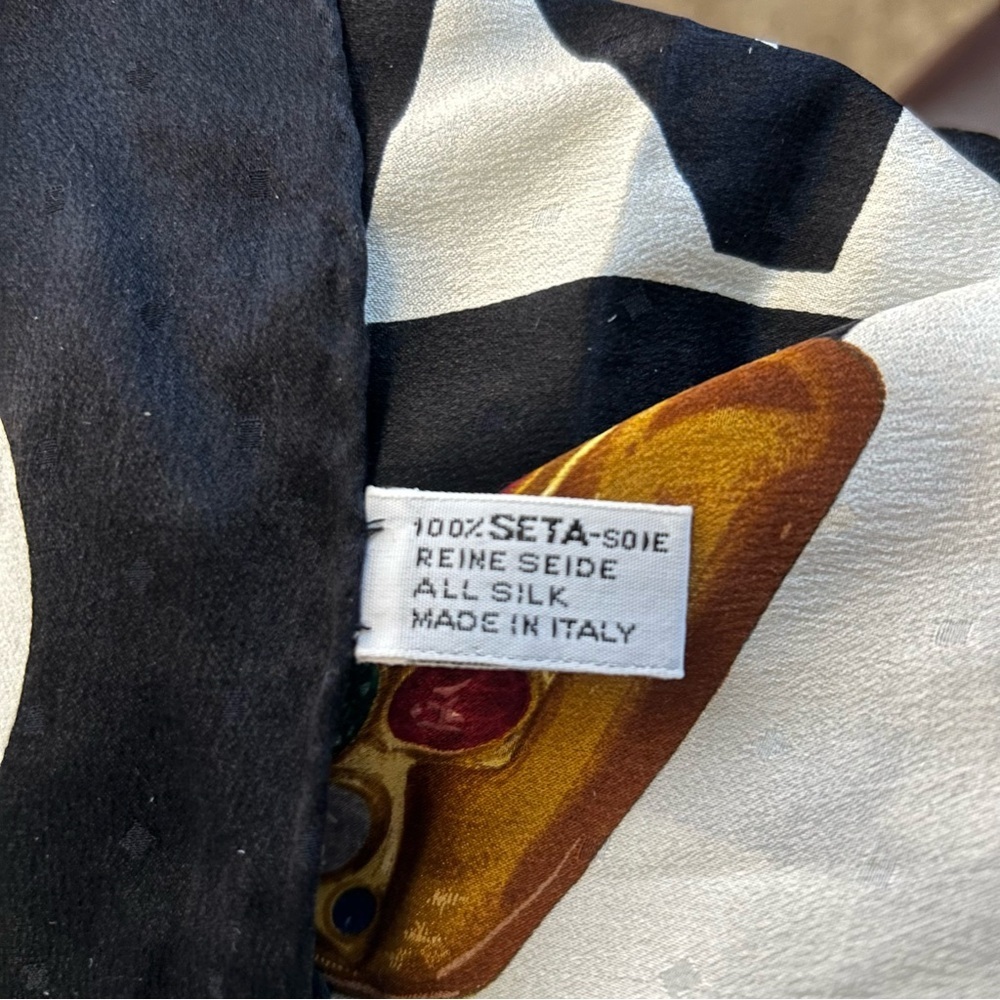 100% SETA-SOIE
REINE SEIDE
ALL SILK
MADE IN ITALY